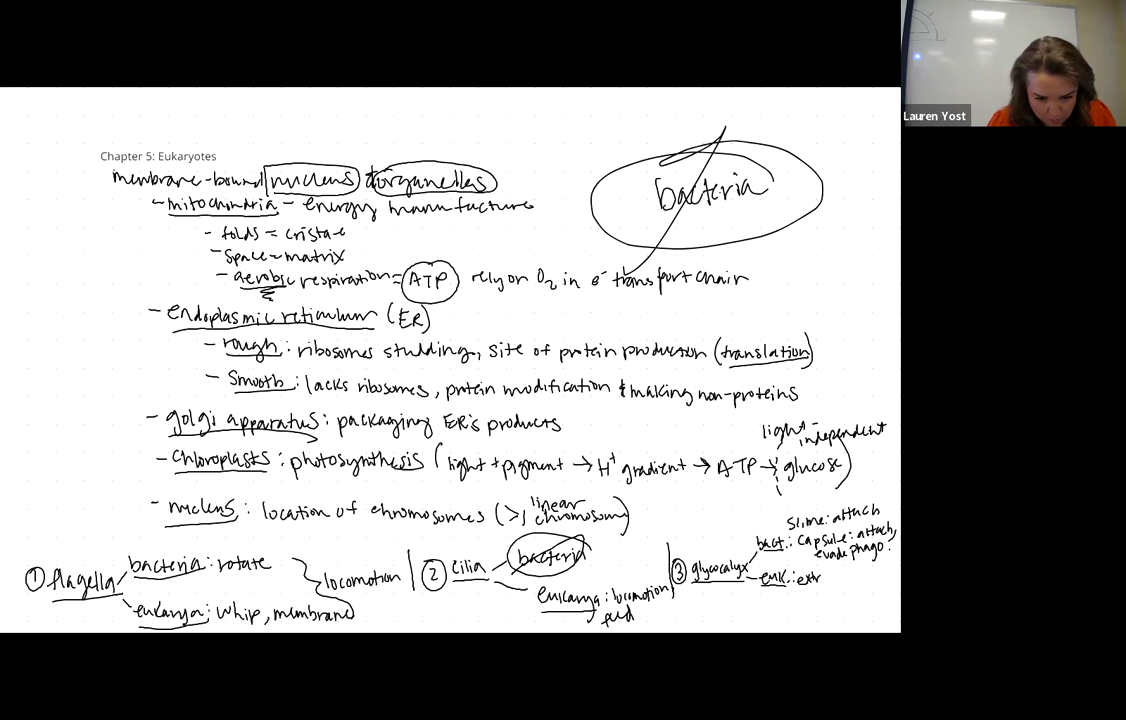 Lauren Yost
Chapter 5: Eukaryotes
membrane-bound nucleus & organelles
bacteria
- mitochondria - energy manufacture
- folds = cristae
- space = matrix
- aerobic respiration = ATP rely on O2 in e- transport chain
- endoplasmic reticulum (ER)
- rough: ribosomes studding, site of protein production (translation)
- smooth: lacks ribosomes, protein modification & making non-proteins
- golgi apparatus: packaging ER's products
light-independent
- chloroplasts: photosynthesis (light + pigment → H+ gradient → ATP → glucose)
- nucleus: location of chromosomes (>1 linear chromosome)
① flagella
bacteria: rotate
eukarya: whip, membrane
locomotion
② cilia
bacteria
eukarya: locomotion,
feed
③ glycocalyx
slime: attach
bact.: capsule: attach,
evade phago.
euk.: extr